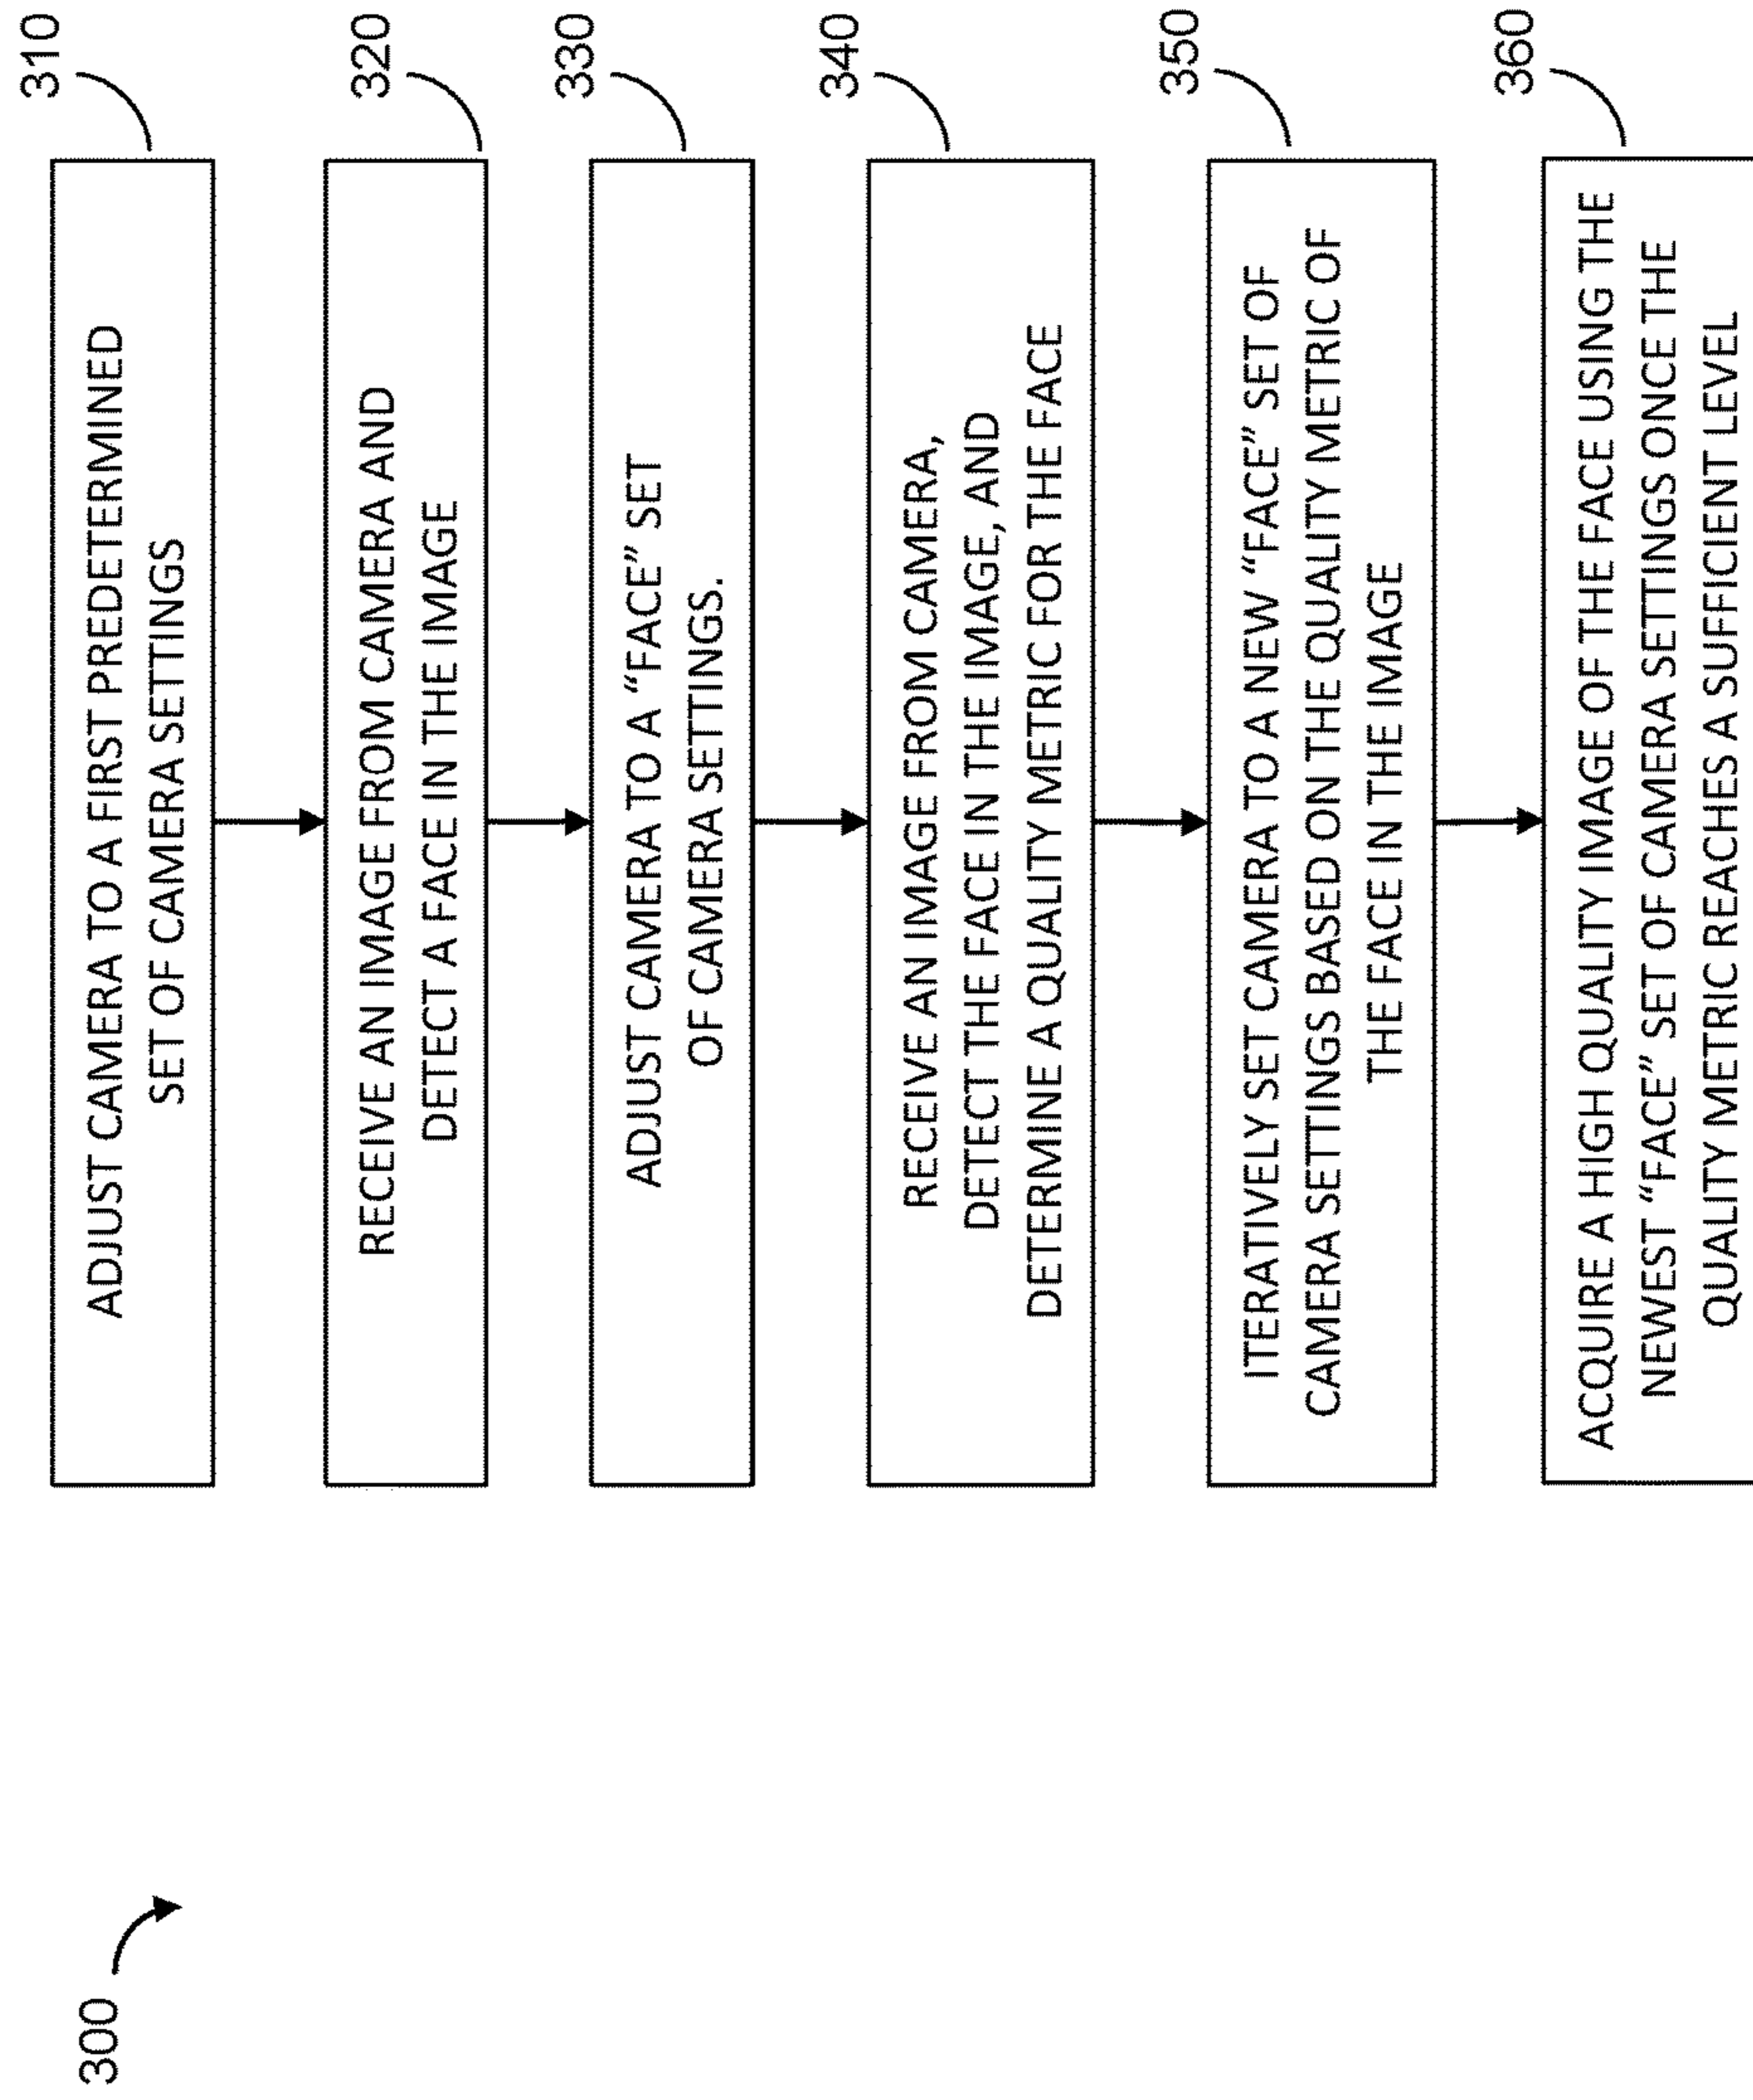 300
310
ADJUST CAMERA TO A FIRST PREDETERMINED
SET OF CAMERA SETTINGS
320
RECEIVE AN IMAGE FROM CAMERA AND
DETECT A FACE IN THE IMAGE
330
ADJUST CAMERA TO A “FACE” SET
OF CAMERA SETTINGS.
340
RECEIVE AN IMAGE FROM CAMERA,
DETECT THE FACE IN THE IMAGE, AND
DETERMINE A QUALITY METRIC FOR THE FACE
350
ITERATIVELY SET CAMERA TO A NEW “FACE” SET OF
CAMERA SETTINGS BASED ON THE QUALITY METRIC OF
THE FACE IN THE IMAGE
360
ACQUIRE A HIGH QUALITY IMAGE OF THE FACE USING THE
NEWEST “FACE” SET OF CAMERA SETTINGS ONCE THE
QUALITY METRIC REACHES A SUFFICIENT LEVEL